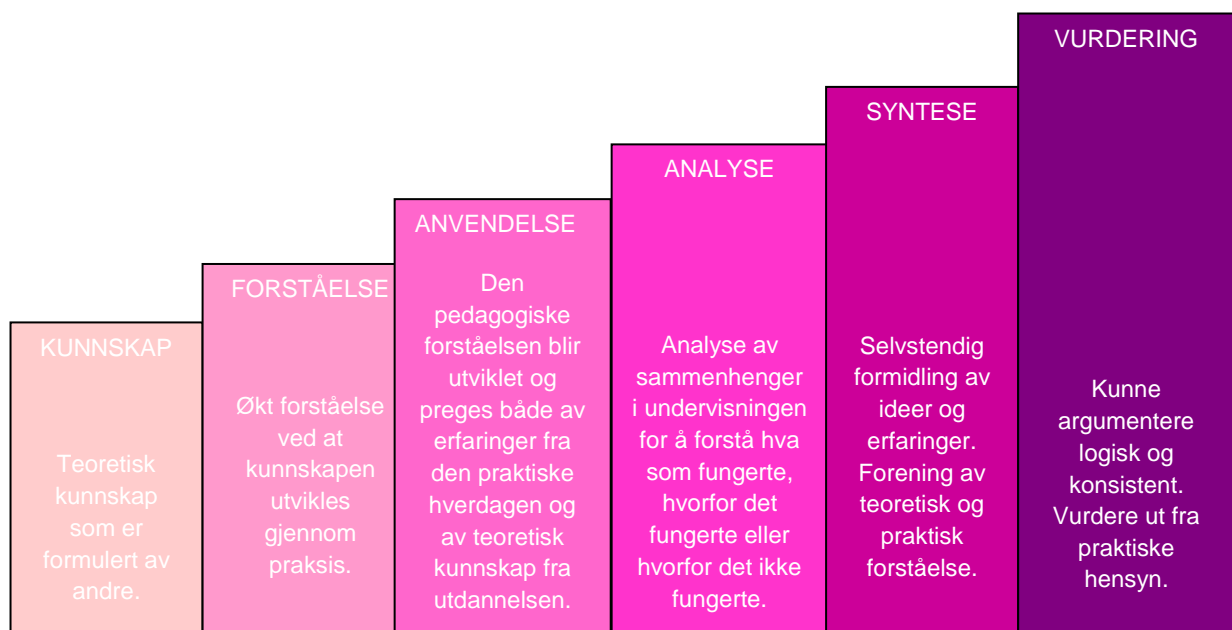 KUNNSKAP
Teoretisk
kunnskap
som er
formulert av
andre.
FORSTÅELSE
Økt forståelse
ved at
kunnskapen
utvikles
gjennom
praksis.
ANVENDELSE
Den
pedagogiske
forståelsen blir
utviklet og
preges både av
erfaringer fra
den praktiske
hverdagen og
av teoretisk
kunnskap fra
utdannelsen.
ANALYSE
Analyse av
sammenhenger
i undervisningen
for å forstå hva
som fungerte,
hvorfor det
fungerte eller
hvorfor det ikke
fungerte.
SYNTESE
Selvstendig
formidling av
ideer og
erfaringer.
Forening av
teoretisk og
praktisk
forståelse.
VURDERING
Kunne
argumentere
logisk og
konsistent.
Vurdere ut fra
praktiske
hensyn.